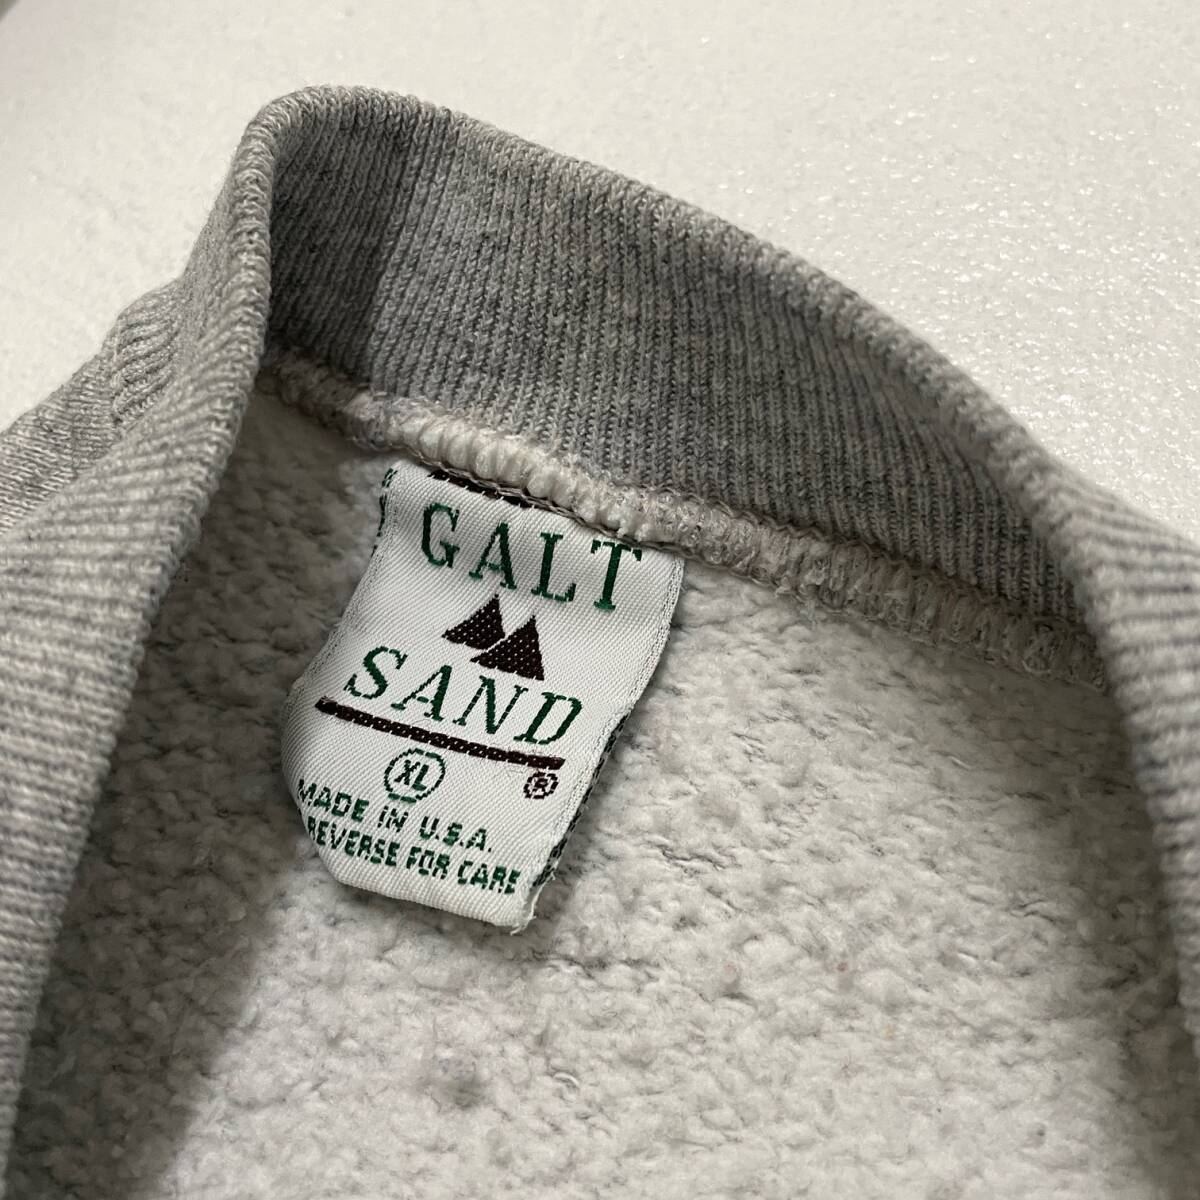 GALT
SAND
XL
®
MADE IN U.S.A.
REVERSE FOR CARE